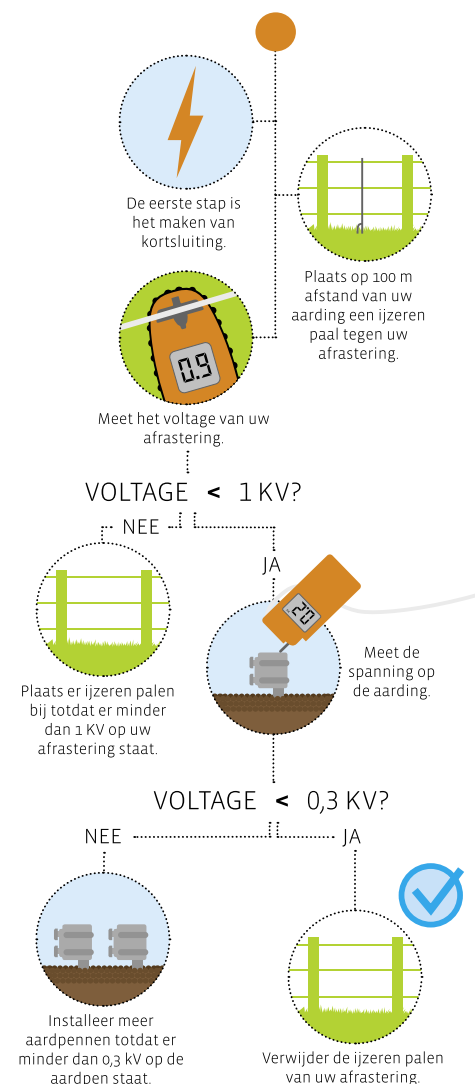 De eerste stap is
het maken van
kortsluiting.
Plaats op 100 m
afstand van uw
aarding een ijzeren
paal tegen uw
afrastering.
0.9
Meet het voltage van uw
afrastering.
VOLTAGE < 1 KV?
NEE
JA
20
Meet de
spanning op
de aarding.
Plaats er ijzeren palen
bij totdat er minder
dan 1 KV op uw
afrastering staat.
VOLTAGE < 0,3 KV?
NEE
JA
Installeer meer
aardpennen totdat er
minder dan 0,3 kV op de
aardpen staat.
Verwijder de ijzeren palen
van uw afrastering.